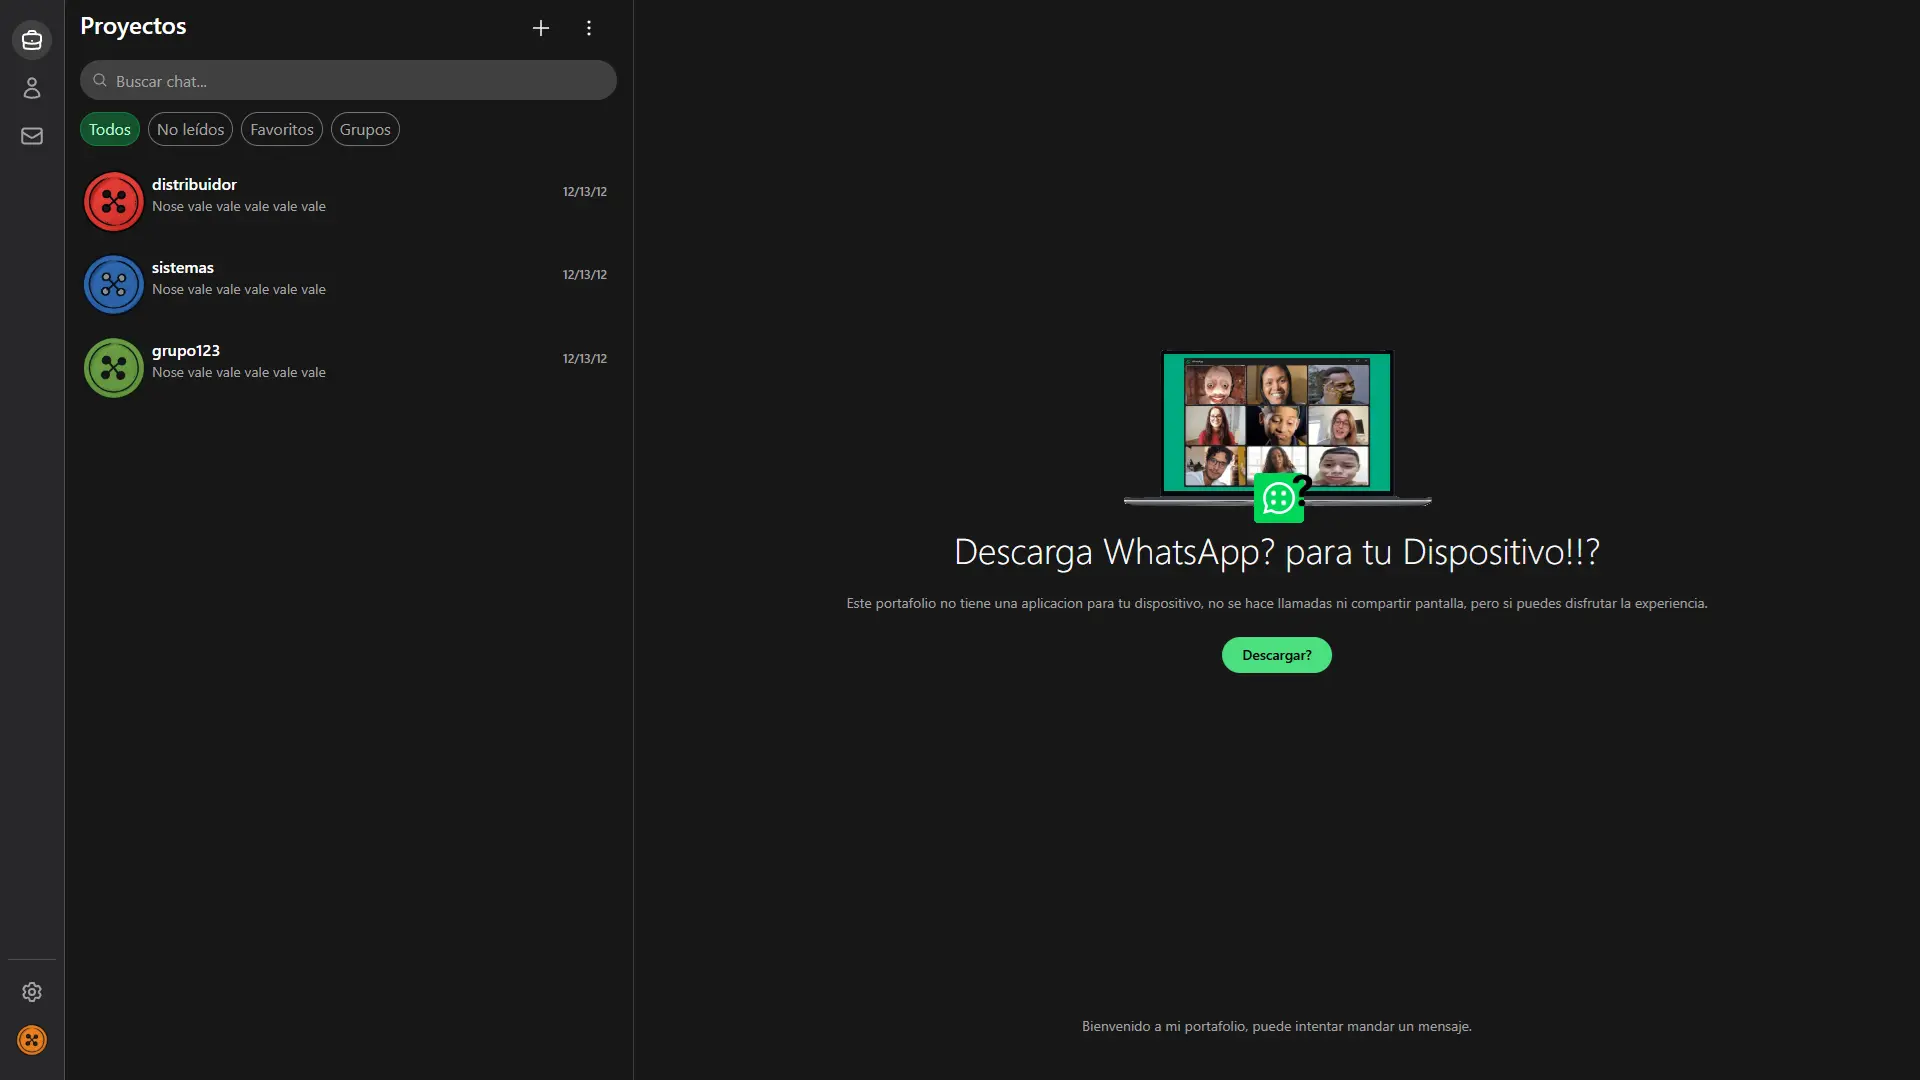 Proyectos
Buscar chat...
Todos
No leídos
Favoritos
Grupos
distribuidor
12/13/12
Nose vale vale vale vale vale
sistemas
12/13/12
Nose vale vale vale vale vale
grupo123
12/13/12
Nose vale vale vale vale vale
?
Descarga WhatsApp? para tu Dispositivo!!?
Este portafolio no tiene una aplicacion para tu dispositivo, no se hace llamadas ni compartir pantalla, pero si puedes disfrutar la experiencia.
Descargar?
Bienvenido a mi portafolio, puede intentar mandar un mensaje.